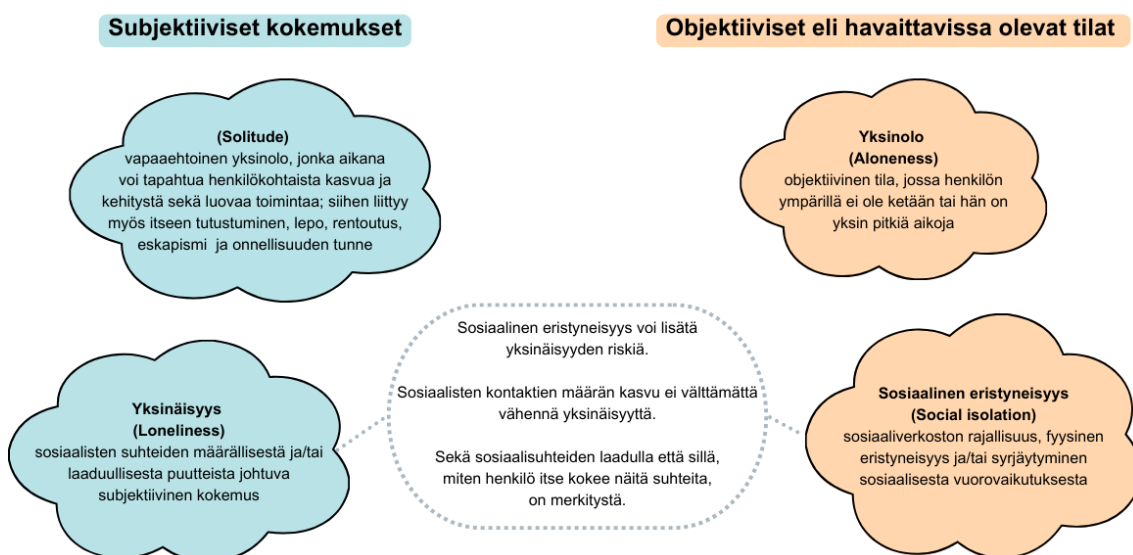 Subjektiiviset kokemukset
Objektiiviset eli havaittavissa olevat tilat
(Solitude)
vapaaehtoinen yksinolo, jonka aikana
voi tapahtua henkilökohtaista kasvua ja
kehitystä sekä luovaa toimintaa; siihen liittyy
myös itseen tutustuminen, lepo, rentoutus,
eskapismi ja onnellisuuden tunne
Yksinolo
(Aloneness)
objektiivinen tila, jossa henkilön
ympärillä ei ole ketään tai hän on
yksin pitkiä aikoja
Yksinäisyys
(Loneliness)
sosiaalisten suhteiden määrällisestä ja/tai
laaduullisesta puutteista johtuva
subjektiivinen kokemus
Sosiaalinen eristyneisyys voi lisätä
yksinäisyyden riskiä.
Sosiaalisten kontaktien määrän kasvu ei välttämättä
vähennä yksinäisyyttä.
Sekä sosiaalisuhteiden laadulla että sillä,
miten henkilö itse kokee näitä suhteita,
on merkitystä.
Sosiaalinen eristyneisyys
(Social isolation)
sosiaaliverkoston rajallisuus, fyysinen
eristyneisyys ja/tai syrjäytyminen
sosiaalisesta vuorovaikutuksesta